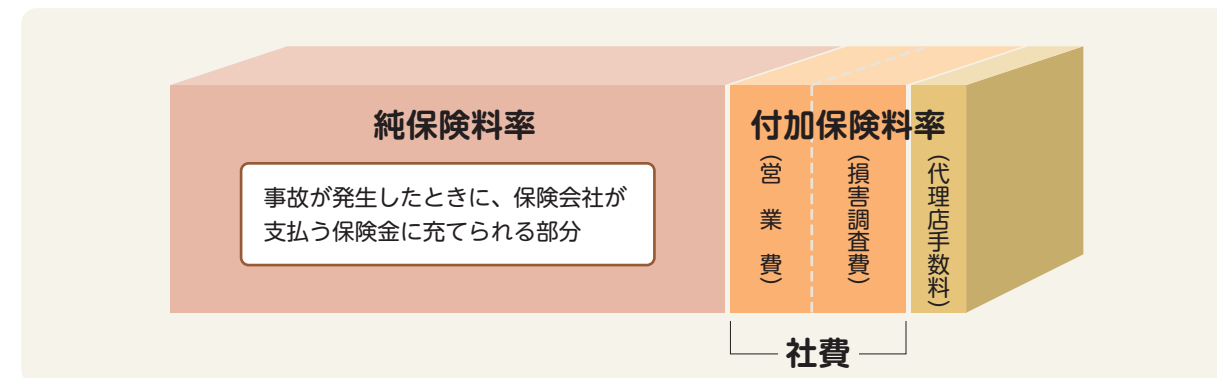 純保険料率
事故が発生したときに、保険会社が
支払う保険金に充てられる部分
付加保険料率
（営業費）
（損害調査費）
（代理店手数料）
社費